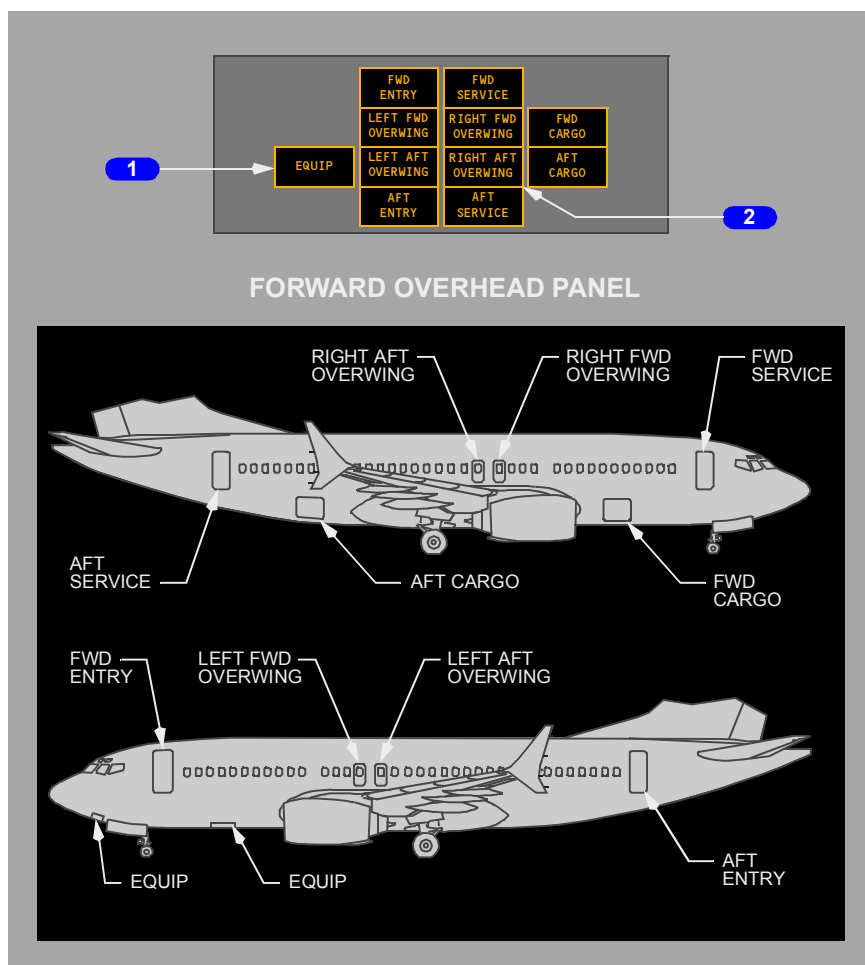 FWD
ENTRY
FWD
SERVICE
LEFT FWD
OVERWING
RIGHT FWD
OVERWING
FWD
CARGO
1
EQUIP
LEFT AFT
OVERWING
RIGHT AFT
OVERWING
AFT
CARGO
AFT
ENTRY
AFT
SERVICE
2
FORWARD OVERHEAD PANEL
RIGHT AFT
OVERWING
RIGHT FWD
OVERWING
FWD
SERVICE
AFT
SERVICE
AFT CARGO
FWD
CARGO
FWD
ENTRY
LEFT FWD
OVERWING
LEFT AFT
OVERWING
EQUIP
EQUIP
AFT
ENTRY